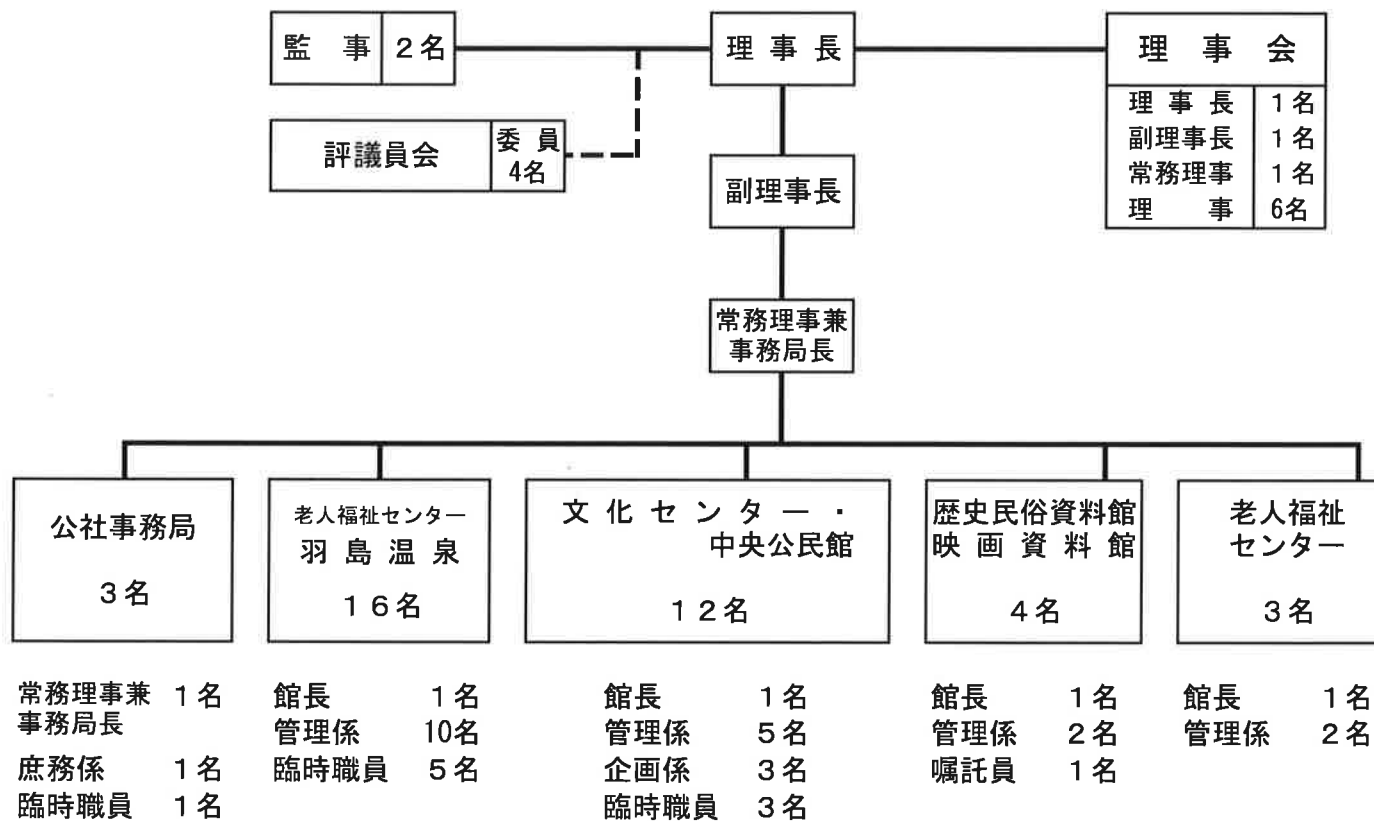 監 事 2名
理事長
理 事 会
理 事 長 1名
副理事長 1名
常務理事 1名
理 事 6名
評議員会 委 員
4名
副理事長
常務理事兼
事務局長
公社事務局
3名
老人福祉センター
羽 島 温 泉
16名
文 化 セ ン タ ー ・
中央公民館
12名
歴史民俗資料館
映 画 資 料 館
4名
老人福祉
センター
3名
常務理事兼 1名
事務局長
庶務係 1名
臨時職員 1名
館長 1名
管理係 10名
臨時職員 5名
館長 1名
管理係 5名
企画係 3名
臨時職員 3名
館長 1名
管理係 2名
嘱託員 1名
館長 1名
管理係 2名